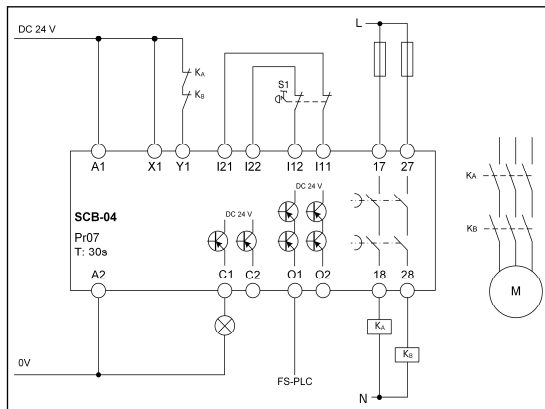 DC 24 V
L
KA
KB
S1
A1 X1 Y1 I21 I22 I12 I11 17 27
SCB-04
Pr07
T: 30s
DC 24 V
DC 24 V
A2 C1 C2 O1 O2 18 28
KA
KB
0V
FS-PLC
N
KA
KB
M